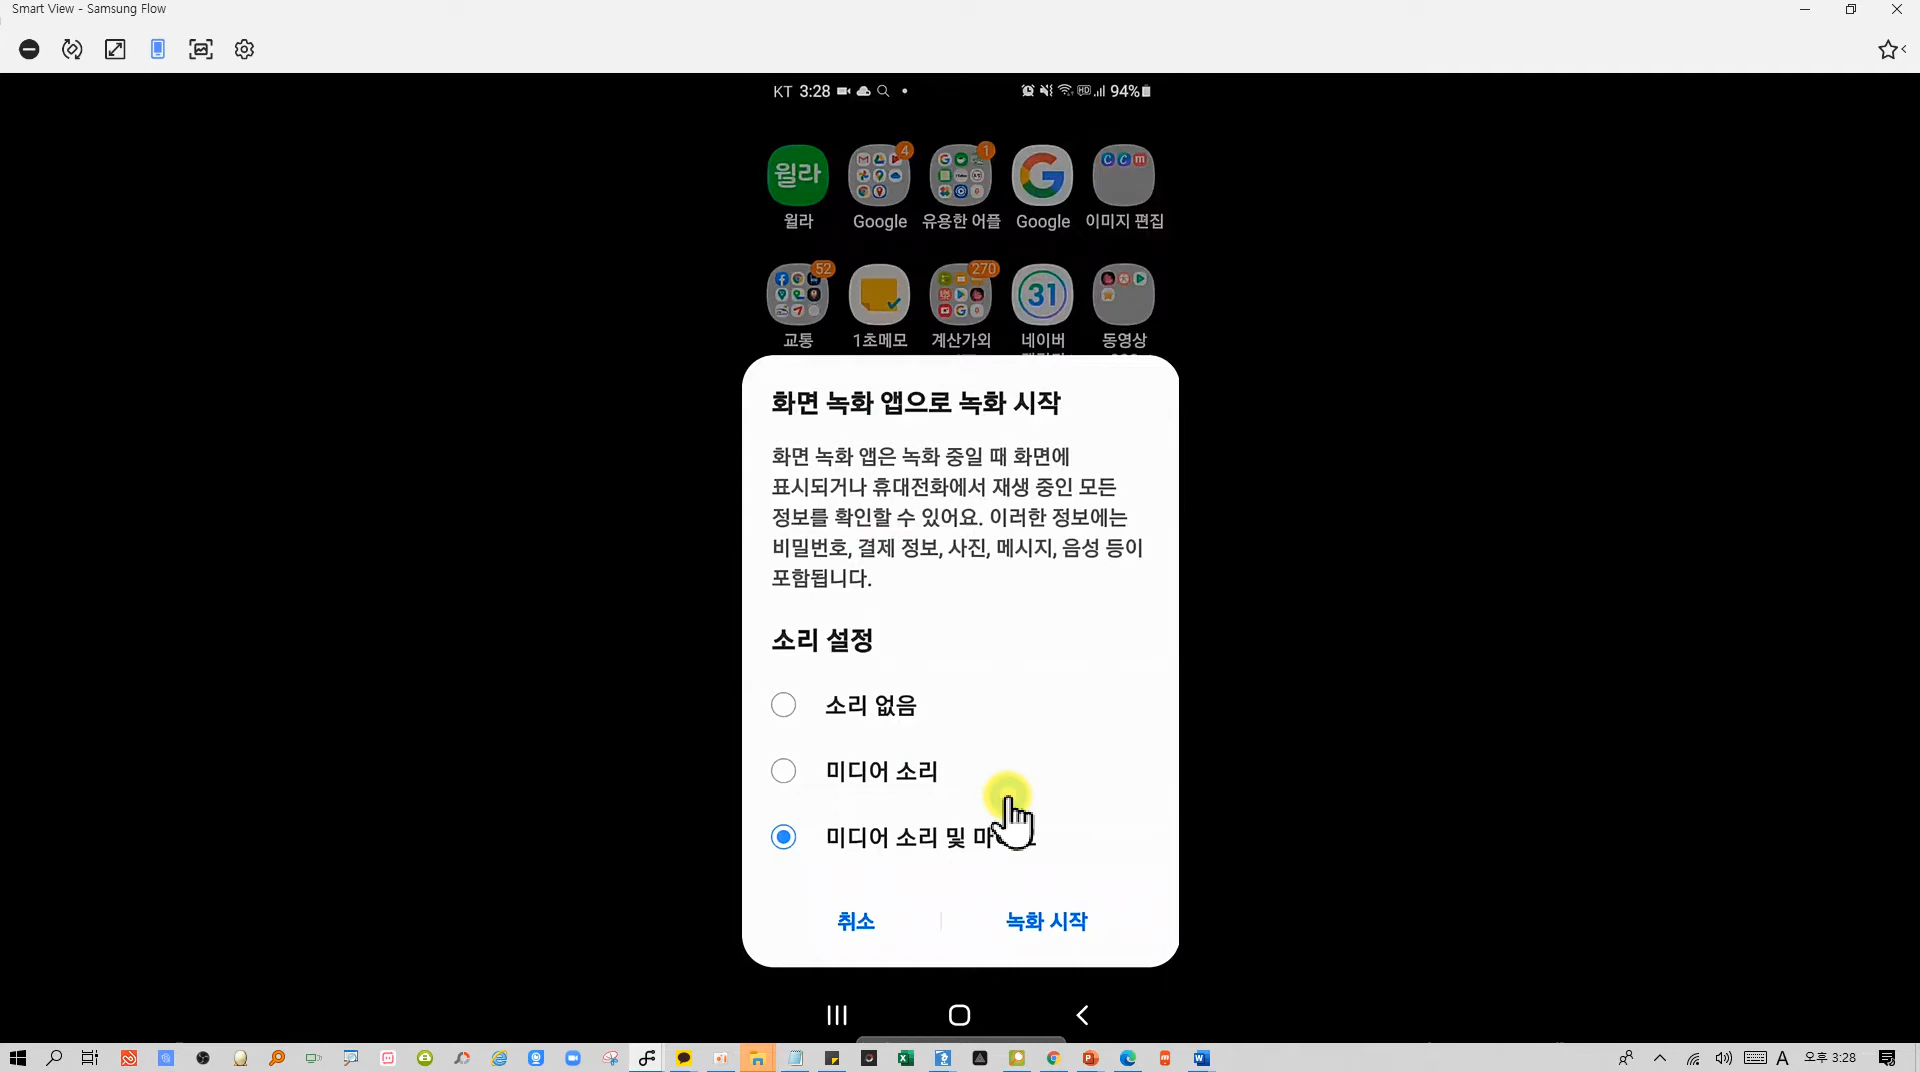 Smart View - Samsung Flow
KT 3:28 94%
윌라
4
1
윌라 Google 유용한 어플 Google 이미지 편집
52
270
31
교통 1초메모 계산가외 네이버 동영상
화면 녹화 앱으로 녹화 시작
화면 녹화 앱은 녹화 중일 때 화면에
표시되거나 휴대전화에서 재생 중인 모든
정보를 확인할 수 있어요. 이러한 정보에는
비밀번호, 결제 정보, 사진, 메시지, 음성 등이
포함됩니다.
소리 설정
소리 없음
미디어 소리
미디어 소리 및
취소
녹화 시작
A 오후 3:28